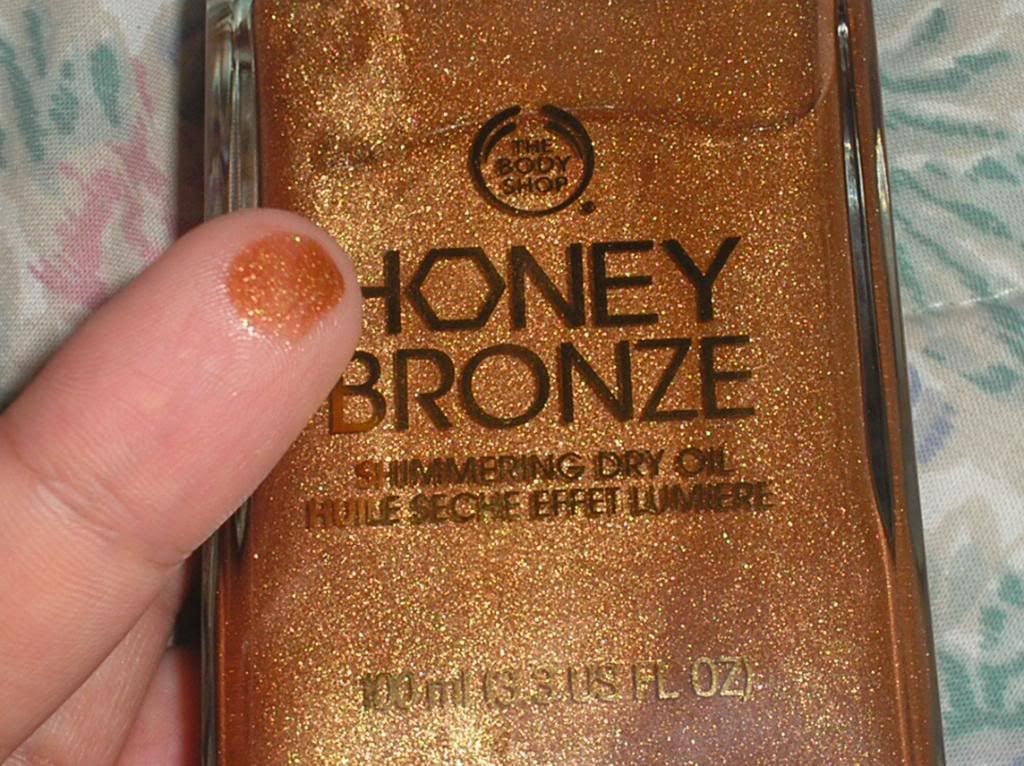 THE
BODY
SHOP
HONEY
BRONZE
SHIMMERING DRY OIL
HUILE SECHE EFFET LUMIERE
100 ml (3.3 US FL OZ)